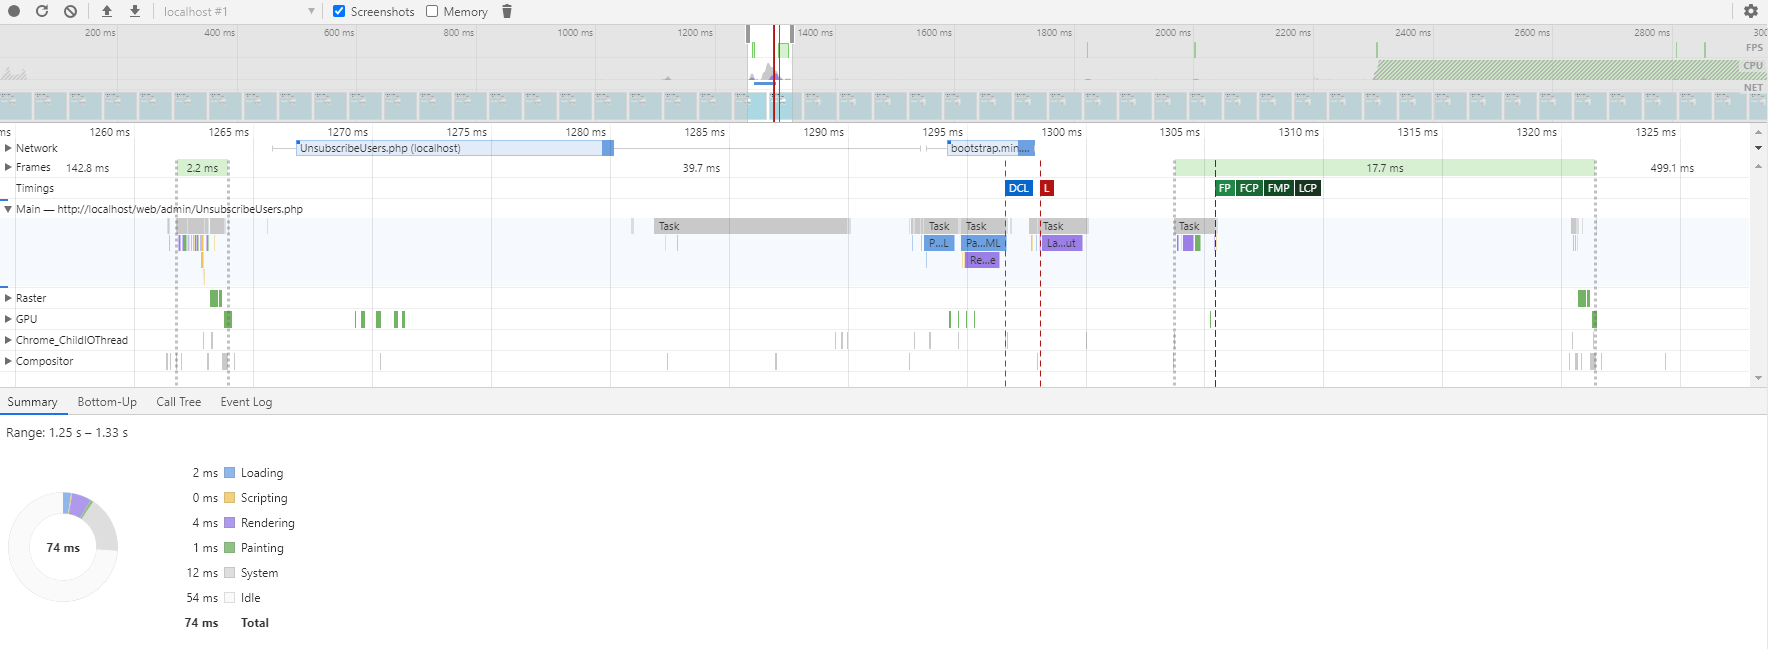 localhost #1 Screenshots Memory
200 ms 400 ms 600 ms 800 ms 1000 ms 1200 ms 1400 ms 1600 ms 1800 ms 2000 ms 2200 ms 2400 ms 2600 ms 2800 ms 300
FPS
CPU
NET
ms 1260 ms 1265 ms 1270 ms 1275 ms 1280 ms 1285 ms 1290 ms 1295 ms 1300 ms 1305 ms 1310 ms 1315 ms 1320 ms 1325 ms
Network UnsubscribeUsers.php (localhost) bootstrap.min.…
Frames 142.8 ms 2.2 ms 39.7 ms 17.7 ms 499.1 ms
Timings DCL L FP FCP FMP LCP
Main — http://localhost/web/admin/UnsubscribeUsers.php
Task Task Task Task Task
P…L Pa…ML La…ut
Re…e
Raster
GPU
Chrome_ChildIOThread
Compositor
Summary Bottom-Up Call Tree Event Log
Range: 1.25 s – 1.33 s
2 ms Loading
0 ms Scripting
4 ms Rendering
74 ms 1 ms Painting
12 ms System
54 ms Idle
74 ms Total